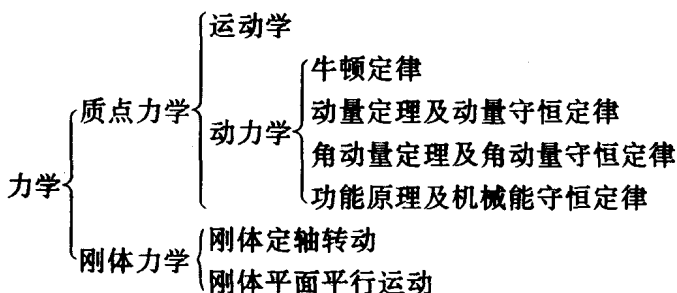 力学
质点力学
运动学
动力学
牛顿定律
动量定理及动量守恒定律
角动量定理及角动量守恒定律
功能原理及机械能守恒定律
刚体力学
刚体定轴转动
刚体平面平行运动